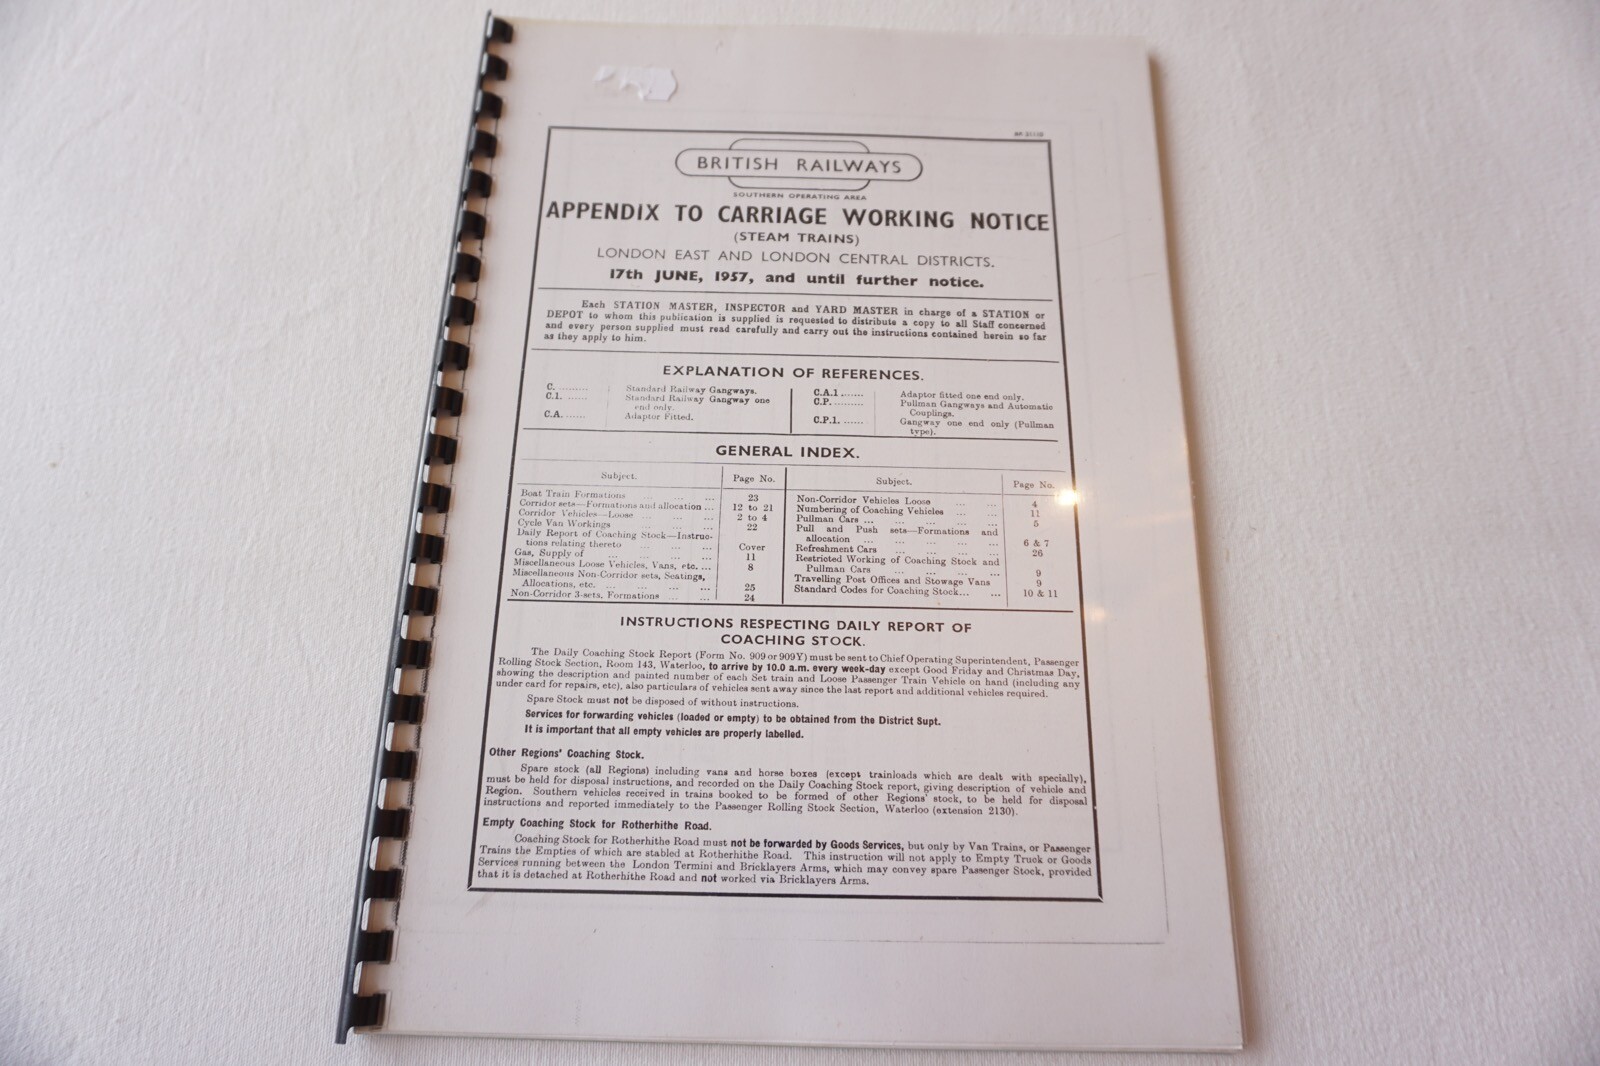 BRITISH RAILWAYS
SOUTHERN OPERATING AREA
APPENDIX TO CARRIAGE WORKING NOTICE
(STEAM TRAINS)
LONDON EAST AND LONDON CENTRAL DISTRICTS.
17th JUNE, 1957, and until further notice.
Each STATION MASTER, INSPECTOR and YARD MASTER in charge of a STATION or
DEPOT to whom this publication is supplied is requested to distribute a copy to all Staff concerned
and every person supplied must read carefully and carry out the instructions contained herein so far
as they apply to him.
EXPLANATION OF REFERENCES.
C. .......... Standard Railway Gangways.
C.1. ...... Standard Railway Gangway one
end only.
C.A. ...... Adaptor Fitted.
C.A.1 ...... Adaptor fitted one end only.
C.P. .......... Pullman Gangways and Automatic
Couplings.
C.P.1. ...... Gangway one end only (Pullman
type).
GENERAL INDEX.
Subject. Page No.
Boat Train Formations ... ... ... 23
Corridor sets—Formations and allocation ... 12 to 21
Corridor Vehicles—Loose ... ... ... 2 to 4
Cycle Van Workings ... ... ... 22
Daily Report of Coaching Stock—Instruc-
tions relating thereto ... ... ... Cover
Gas, Supply of ... ... ... ... 11
Miscellaneous Loose Vehicles, Vans, etc. ... 8
Miscellaneous Non-Corridor sets, Seatings,
Allocations, etc. ... ... ... ... 25
Non-Corridor 3-sets, Formations ... ... 24
Subject. Page No.
Non-Corridor Vehicles Loose ... ... 4
Numbering of Coaching Vehicles ... ... 11
Pullman Cars ... ... ... ... ... 5
Pull and Push sets—Formations and
allocation ... ... ... ... ... 6 & 7
Refreshment Cars ... ... ... ... 26
Restricted Working of Coaching Stock and
Pullman Cars ... ... ... ... 9
Travelling Post Offices and Stowage Vans 9
Standard Codes for Coaching Stock... ... 10 & 11
INSTRUCTIONS RESPECTING DAILY REPORT OF
COACHING STOCK.
The Daily Coaching Stock Report (Form No. 909 or 909Y) must be sent to Chief Operating Superintendent, Passenger
Rolling Stock Section, Room 143, Waterloo, to arrive by 10.0 a.m. every week-day except Good Friday and Christmas Day,
showing the description and painted number of each Set train and Loose Passenger Train Vehicle on hand (including any
under card for repairs, etc), also particulars of vehicles sent away since the last report and additional vehicles required.
Spare Stock must not be disposed of without instructions.
Services for forwarding vehicles (loaded or empty) to be obtained from the District Supt.
It is important that all empty vehicles are properly labelled.
Other Regions' Coaching Stock.
Spare stock (all Regions) including vans and horse boxes (except trainloads which are dealt with specially),
must be held for disposal instructions, and recorded on the Daily Coaching Stock report, giving description of vehicle and
Region. Southern vehicles received in trains booked to be formed of other Regions' stock, to be held for disposal
instructions and reported immediately to the Passenger Rolling Stock Section, Waterloo (extension 2130).
Empty Coaching Stock for Rotherhithe Road.
Coaching Stock for Rotherhithe Road must not be forwarded by Goods Services, but only by Van Trains, or Passenger
Trains the Empties of which are stabled at Rotherhithe Road. This instruction will not apply to Empty Truck or Goods
Services running between the London Termini and Bricklayers Arms, which may convey spare Passenger Stock, provided
that it is detached at Rotherhithe Road and not worked via Bricklayers Arms.